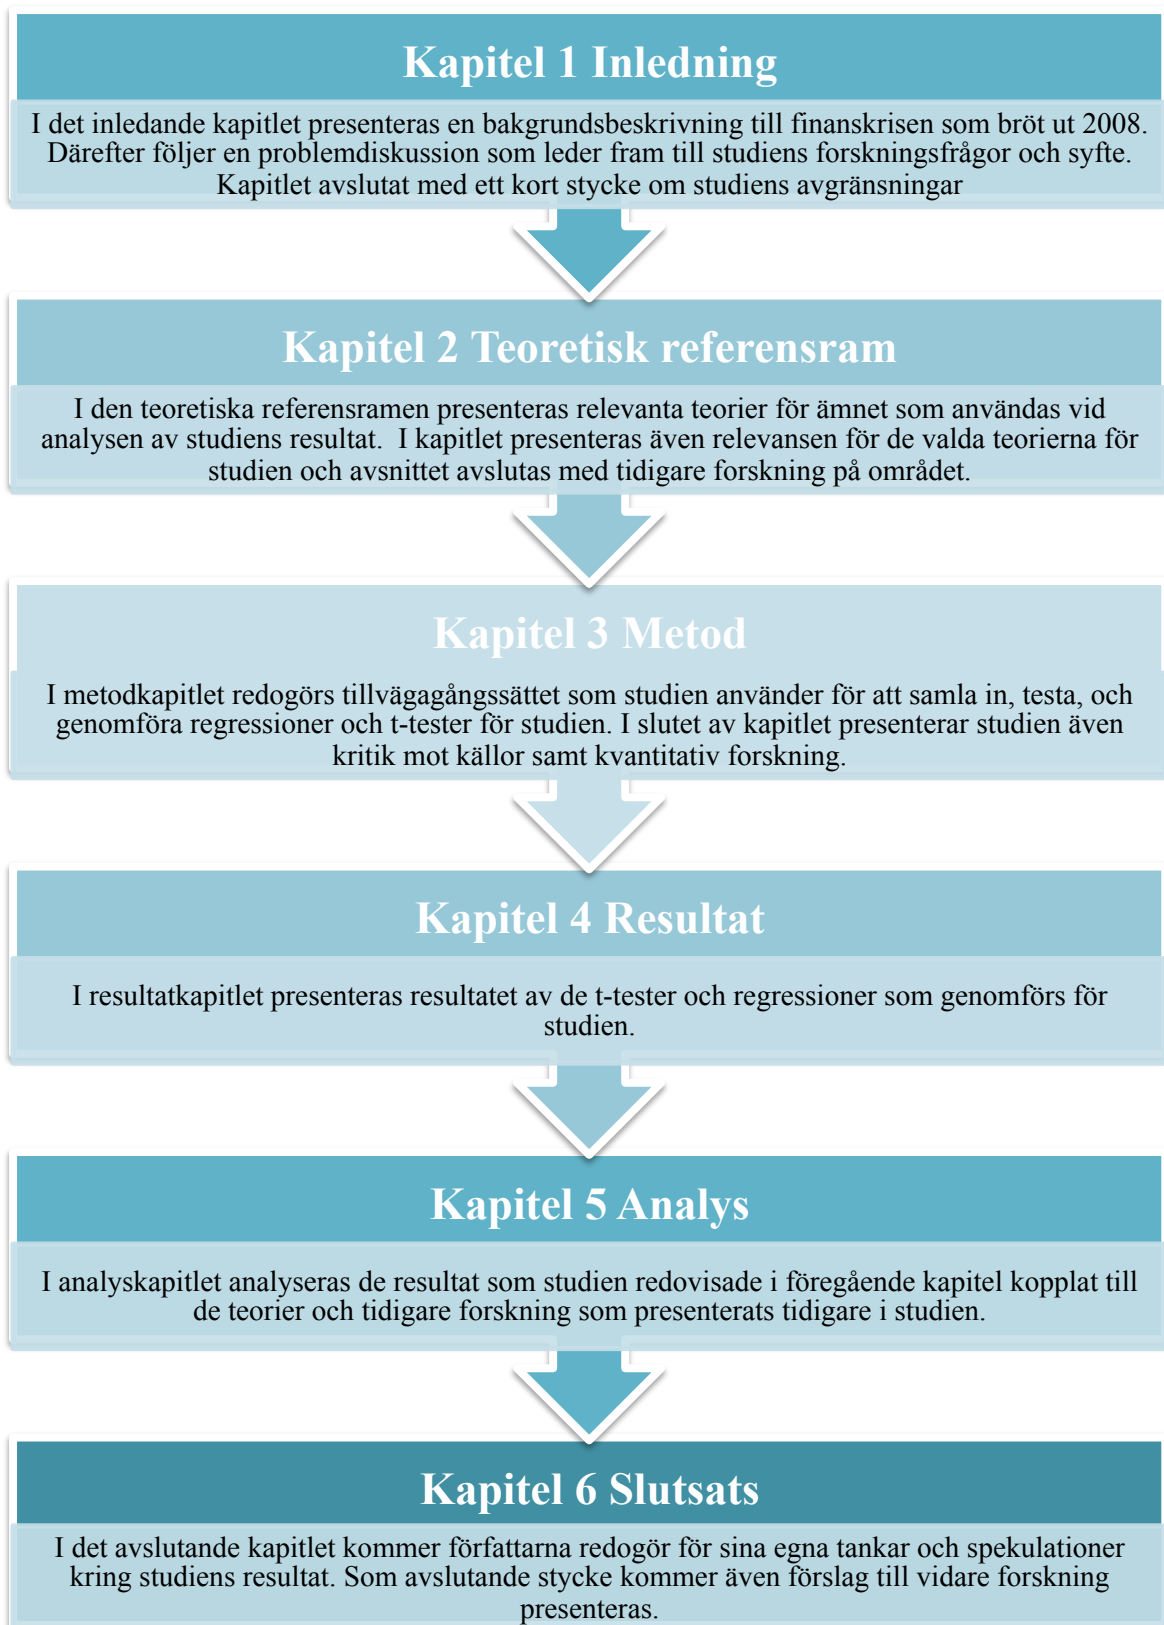 Kapitel 1 Inledning
I det inledande kapitlet presenteras en bakgrundsbeskrivning till finanskrisen som bröt ut 2008.
Därefter följer en problemdiskussion som leder fram till studiens forskningsfrågor och syfte.
Kapitlet avslutat med ett kort stycke om studiens avgränsningar
Kapitel 2 Teoretisk referensram
I den teoretiska referensramen presenteras relevanta teorier för ämnet som användas vid
analysen av studiens resultat.  I kapitlet presenteras även relevansen för de valda teorierna för
studien och avsnittet avslutas med tidigare forskning på området.
Kapitel 3 Metod
I metodkapitlet redogörs tillvägagångssättet som studien använder för att samla in, testa, och
genomföra regressioner och t-tester för studien. I slutet av kapitlet presenterar studien även
kritik mot källor samt kvantitativ forskning.
Kapitel 4 Resultat
I resultatkapitlet presenteras resultatet av de t-tester och regressioner som genomförs för
studien.
Kapitel 5 Analys
I analyskapitlet analyseras de resultat som studien redovisade i föregående kapitel kopplat till
de teorier och tidigare forskning som presenterats tidigare i studien.
Kapitel 6 Slutsats
I det avslutande kapitlet kommer författarna redogör för sina egna tankar och spekulationer
kring studiens resultat. Som avslutande stycke kommer även förslag till vidare forskning
presenteras.